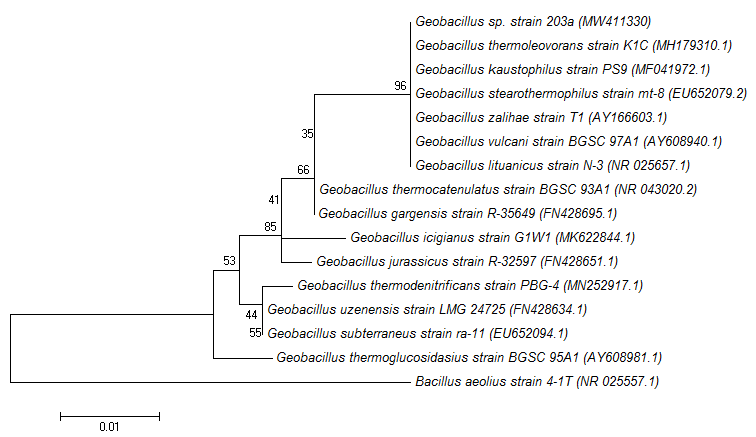 Geobacillus sp. strain 203a (MW411330)
Geobacillus thermoleovorans strain K1C (MH179310.1)
Geobacillus kaustophilus strain PS9 (MF041972.1)
96
Geobacillus stearothermophilus strain mt-8 (EU652079.2)
Geobacillus zalihae strain T1 (AY166603.1)
35
Geobacillus vulcani strain BGSC 97A1 (AY608940.1)
Geobacillus lituanicus strain N-3 (NR 025657.1)
66
Geobacillus thermocatenulatus strain BGSC 93A1 (NR 043020.2)
41
Geobacillus gargensis strain R-35649 (FN428695.1)
85
Geobacillus icigianus strain G1W1 (MK622844.1)
53
Geobacillus jurassicus strain R-32597 (FN428651.1)
Geobacillus thermodenitrificans strain PBG-4 (MN252917.1)
44
Geobacillus uzenensis strain LMG 24725 (FN428634.1)
55
Geobacillus subterraneus strain ra-11 (EU652094.1)
Geobacillus thermoglucosidasius strain BGSC 95A1 (AY608981.1)
Bacillus aeolius strain 4-1T (NR 025557.1)
0.01